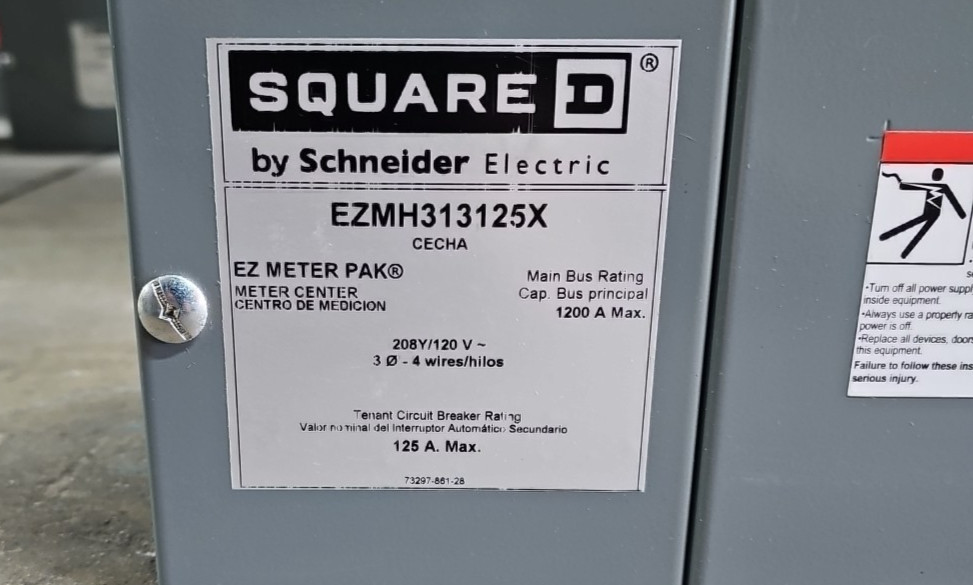 SQUARE D ®
by Schneider Electric
EZMH313125X
CECHA
EZ METER PAK®
METER CENTER
CENTRO DE MEDICION
Main Bus Rating
Cap. Bus principal
1200 A Max.
208Y/120 V ~
3 Ø - 4 wires/hilos
Tenant Circuit Breaker Rating
Valor nominal del Interruptor Automático Secundario
125 A. Max.
73297-861-28
•Turn off all power supply
inside equipment.
•Always use a properly ra
power is off.
•Replace all devices, doors
this equipment.
Failure to follow these ins
serious injury.